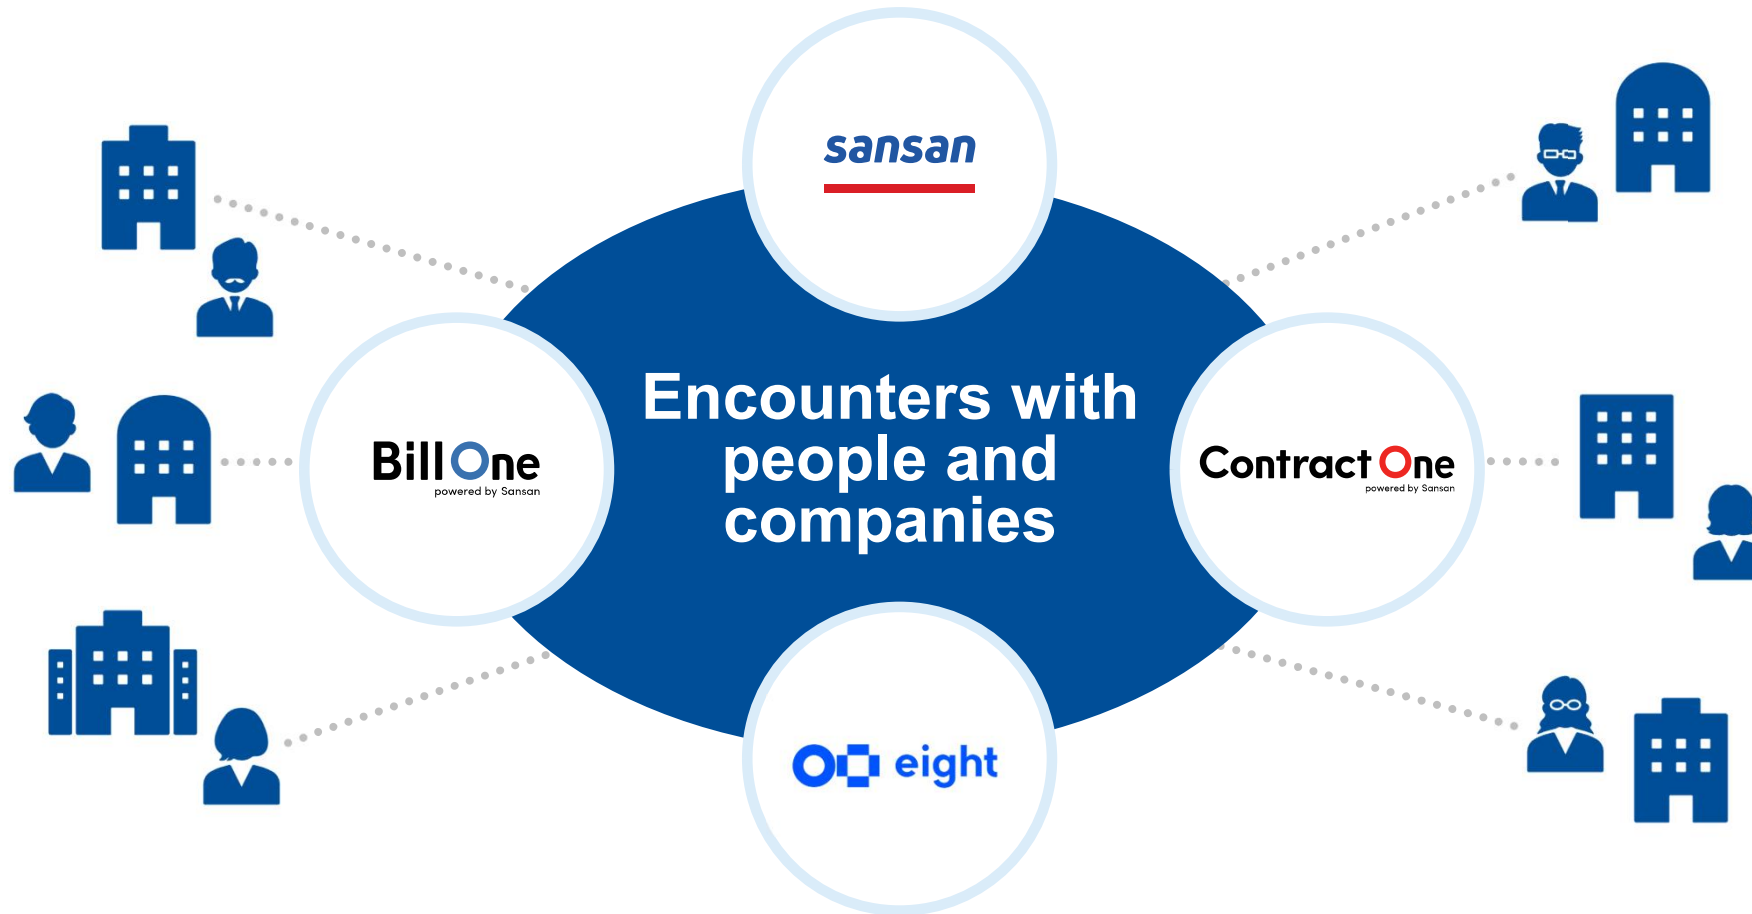 sansan
Encounters with
people and
companies
Bill One
powered by Sansan
Contract One
powered by Sansan
eight